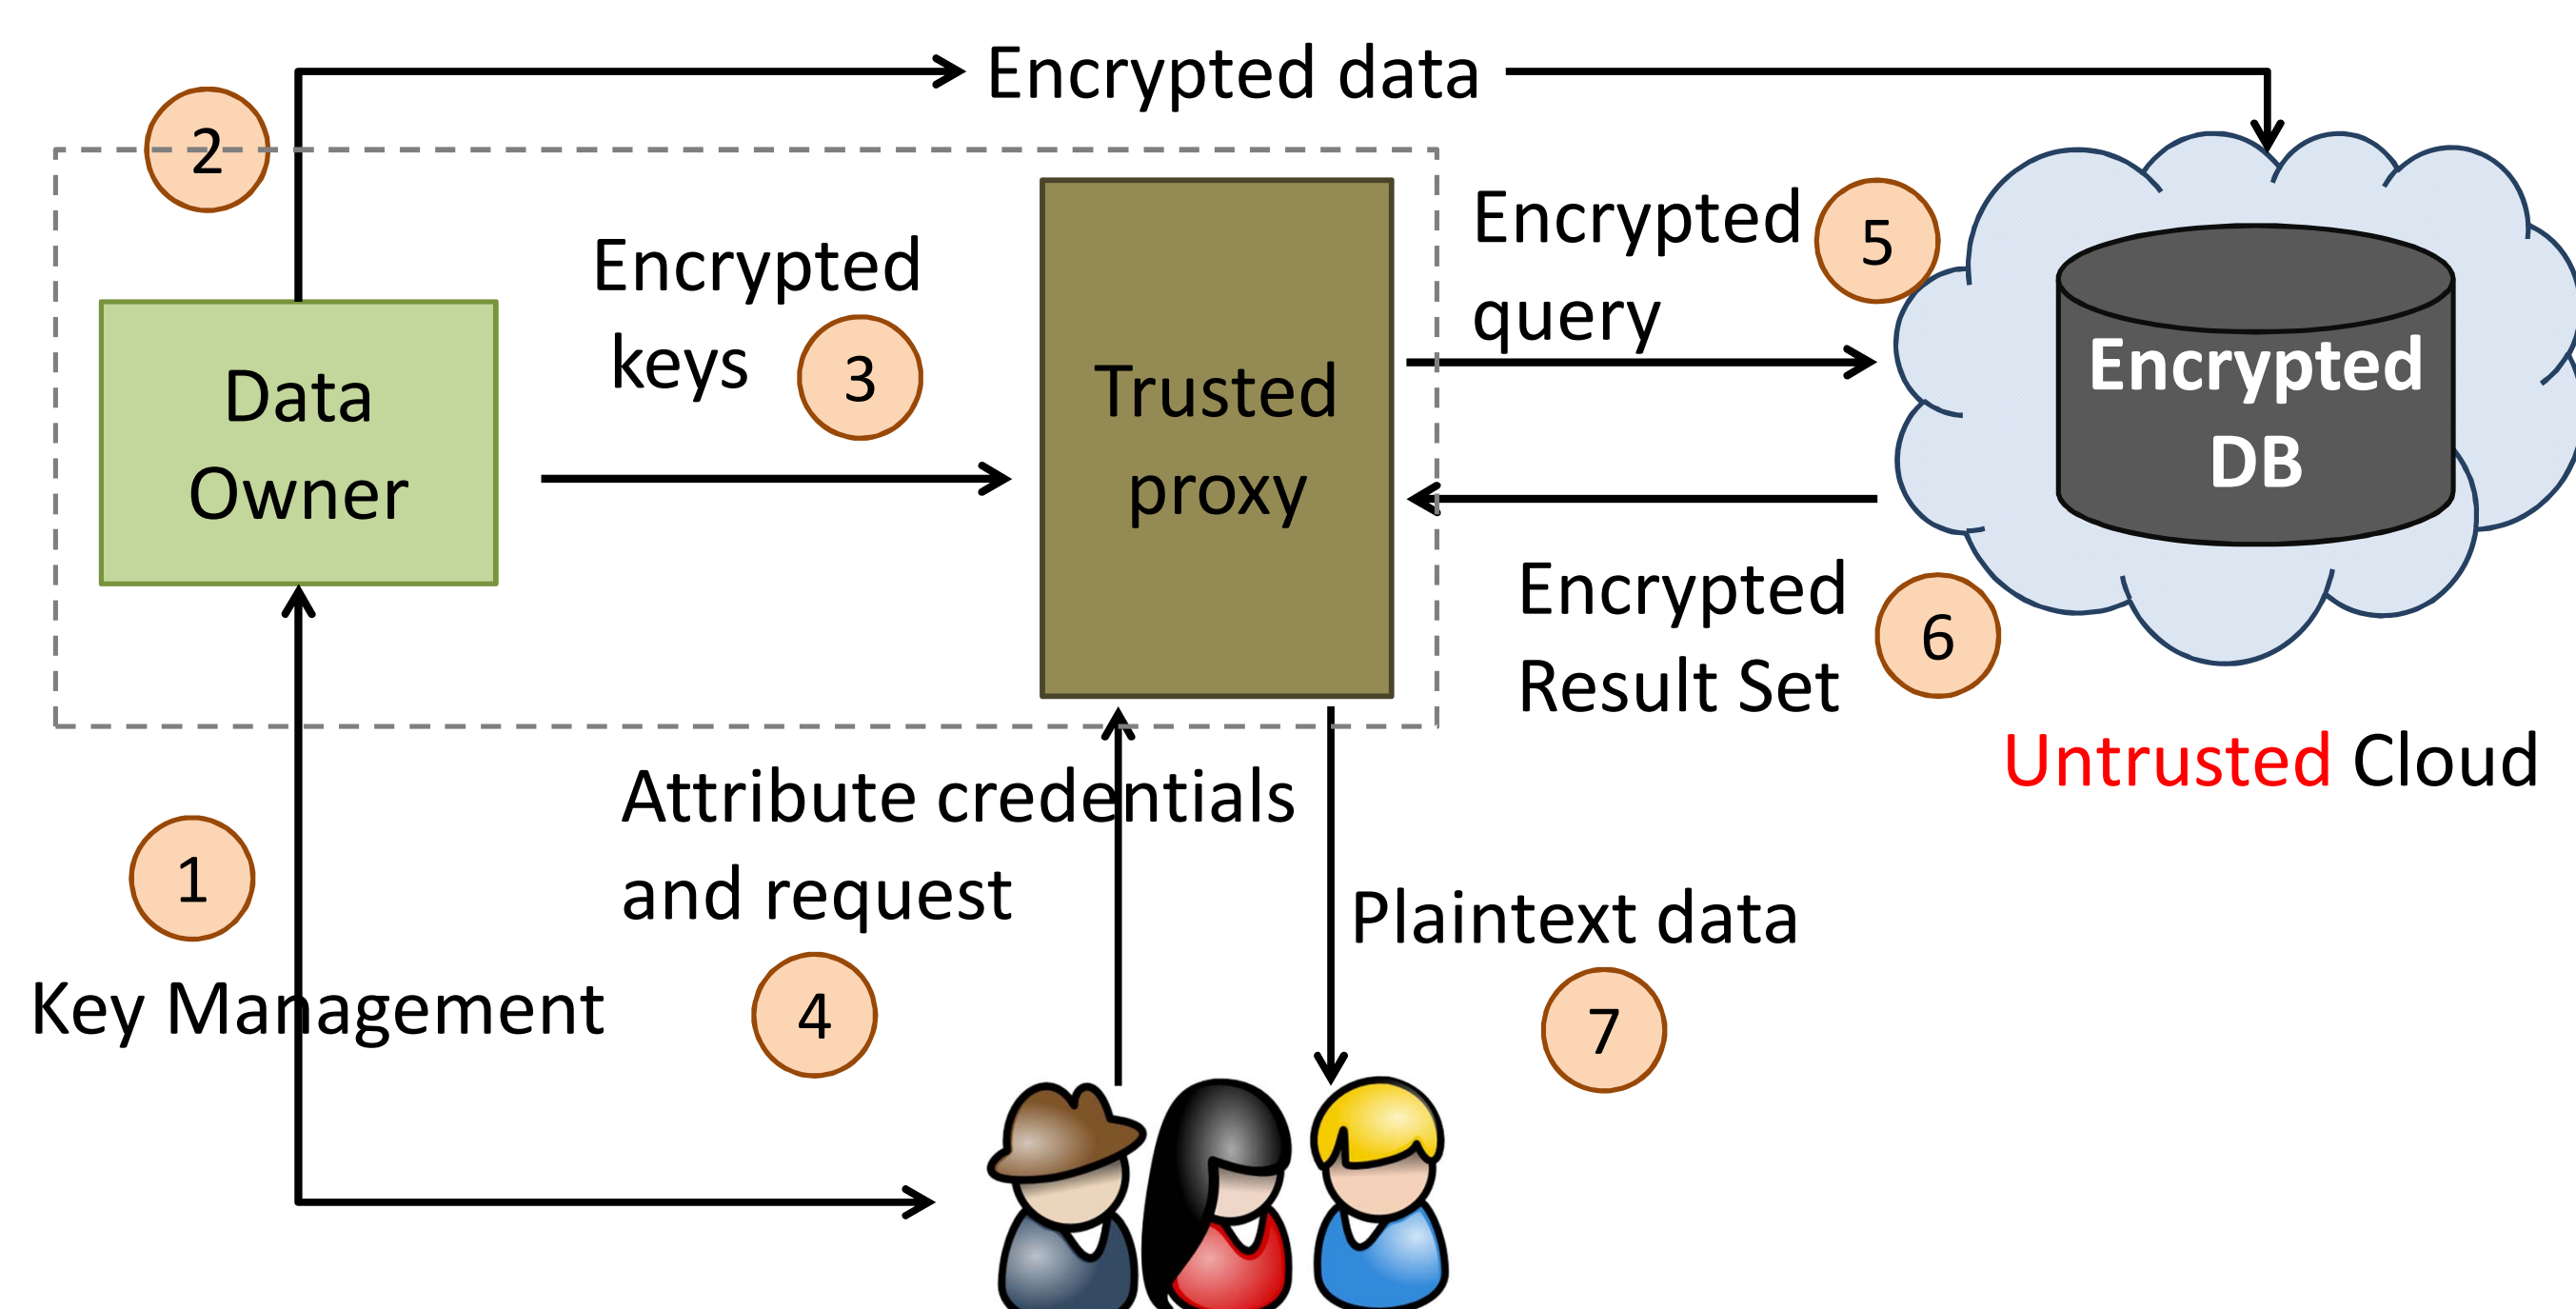 Encrypted data
2
Encrypted
query
5
Encrypted
keys
3
Data
Owner
Trusted
proxy
Encrypted
DB
Encrypted
Result Set
6
Untrusted Cloud
Attribute credentials
and request
4
1
Key Management
Plaintext data
7